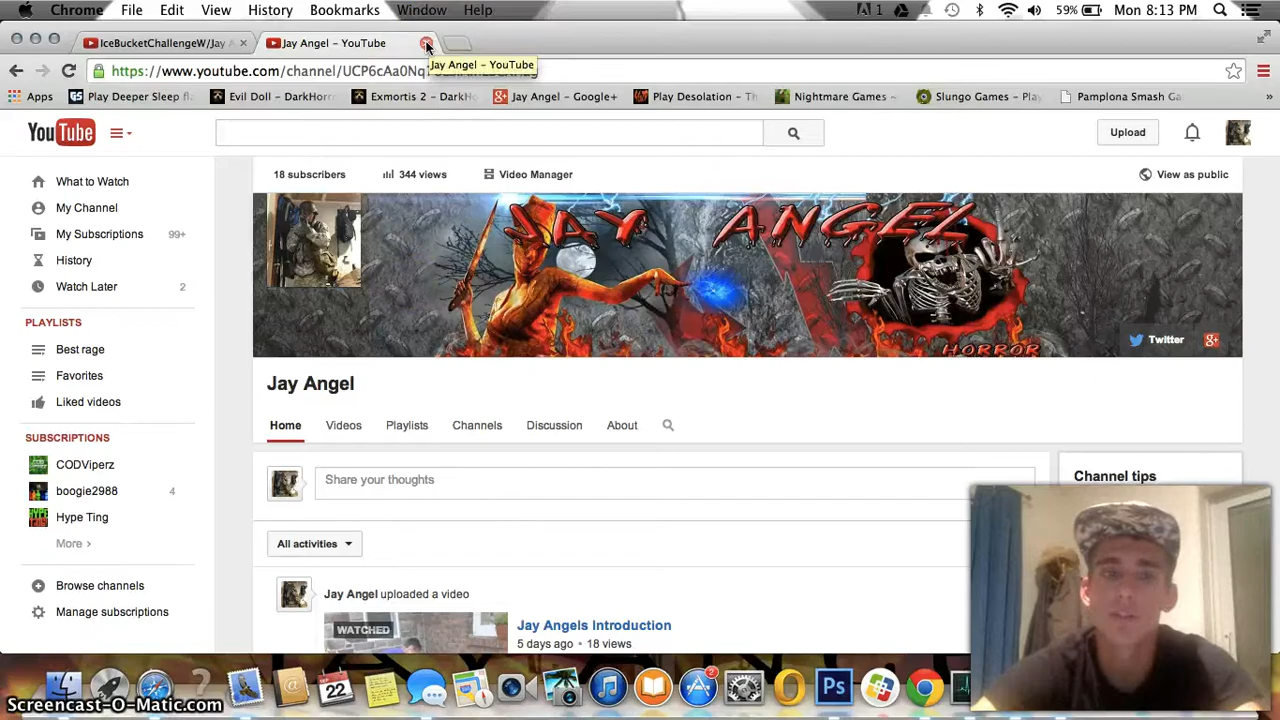 Chrome File Edit View History Bookmarks Window Help 1 59% Mon 8:13 PM
IceBucketChallengeW/Jay A Jay Angel - YouTube
Jay Angel - YouTube
https://www.youtube.com/channel/UCP6cAa0Nq
Apps Play Deeper Sleep fl Evil Doll - DarkHorr Exmortis 2 - DarkHo Jay Angel - Google+ Play Desolation - Th Nightmare Games - Slungo Games - Play Pamplona Smash Ga »
YouTube Upload
18 subscribers 344 views Video Manager View as public
What to Watch
My Channel
My Subscriptions 99+
History
Watch Later 2
PLAYLISTS
Best rage
Favorites
Liked videos
SUBSCRIPTIONS
CODViperz
boogie2988 4
Hype Ting
More >
Browse channels
Manage subscriptions
JAY ANGEL
HORROR
Twitter
Jay Angel
Home Videos Playlists Channels Discussion About
Share your thoughts
Channel tips
All activities
Jay Angel uploaded a video
WATCHED
Jay Angels Introduction
5 days ago • 18 views
SEP
22
2
Ps
Screencast-O-Matic.com